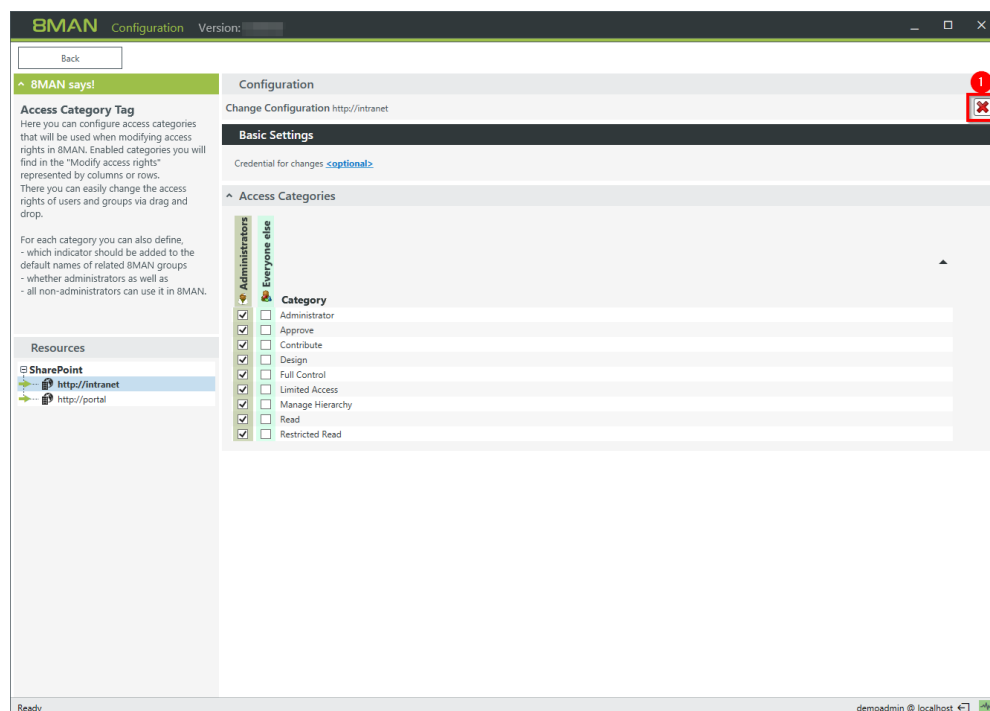 8MAN Configuration Version:
Back
8MAN says!
Access Category Tag
Here you can configure access categories
that will be used when modifying access
rights in 8MAN. Enabled categories you will
find in the "Modify access rights"
represented by columns or rows.
There you can easily change the access
rights of users and groups via drag and
drop.
For each category you can also define,
- which indicator should be added to the
default names of related 8MAN groups
- whether administrators as well as
- all non-administrators can use it in 8MAN.
Resources
SharePoint
http://intranet
http://portal
Configuration
1
Change Configuration http://intranet
Basic Settings
Credential for changes <optional>
Access Categories
Administrators
Everyone else
Category
Administrator
Approve
Contribute
Design
Full Control
Limited Access
Manage Hierarchy
Read
Restricted Read
Ready
demoadmin @ localhost